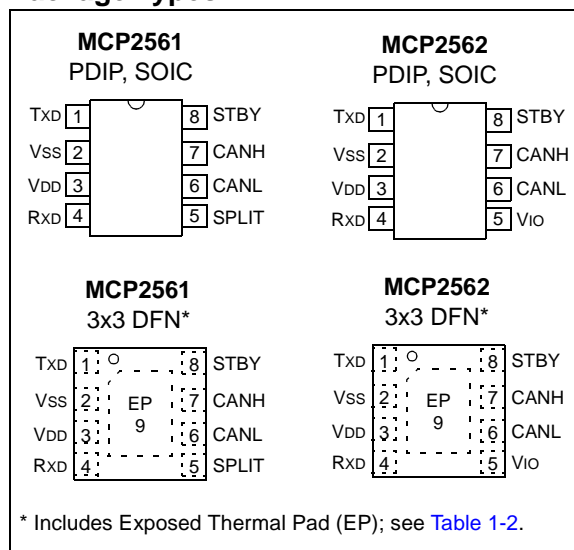 MCP2561
PDIP, SOIC
TXD 1 8 STBY
VSS 2 7 CANH
VDD 3 6 CANL
RXD 4 5 SPLIT
MCP2562
PDIP, SOIC
TXD 1 8 STBY
VSS 2 7 CANH
VDD 3 6 CANL
RXD 4 5 VIO
MCP2561
3x3 DFN*
TXD 1 8 STBY
VSS 2 EP 7 CANH
VDD 3 9 6 CANL
RXD 4 5 SPLIT
MCP2562
3x3 DFN*
TXD 1 8 STBY
VSS 2 EP 7 CANH
VDD 3 9 6 CANL
RXD 4 5 VIO
* Includes Exposed Thermal Pad (EP); see Table 1-2.